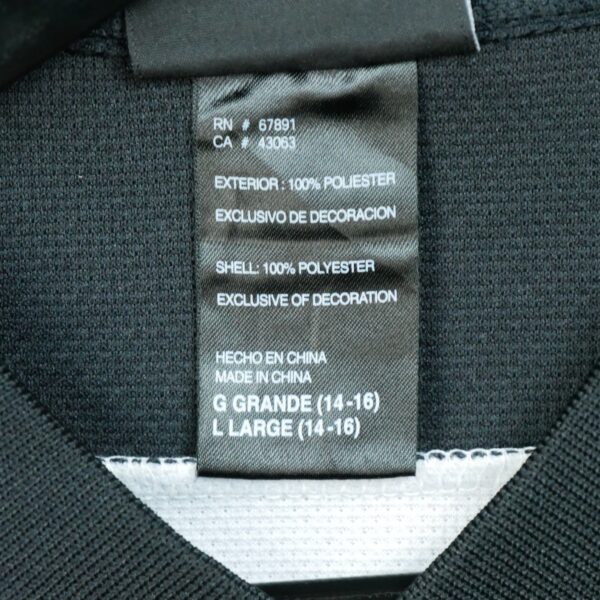 RN # 67891
CA # 43063
EXTERIOR : 100% POLIESTER
EXCLUSIVO DE DECORACION
SHELL: 100% POLYESTER
EXCLUSIVE OF DECORATION
HECHO EN CHINA
MADE IN CHINA
G GRANDE (14-16)
L LARGE (14-16)